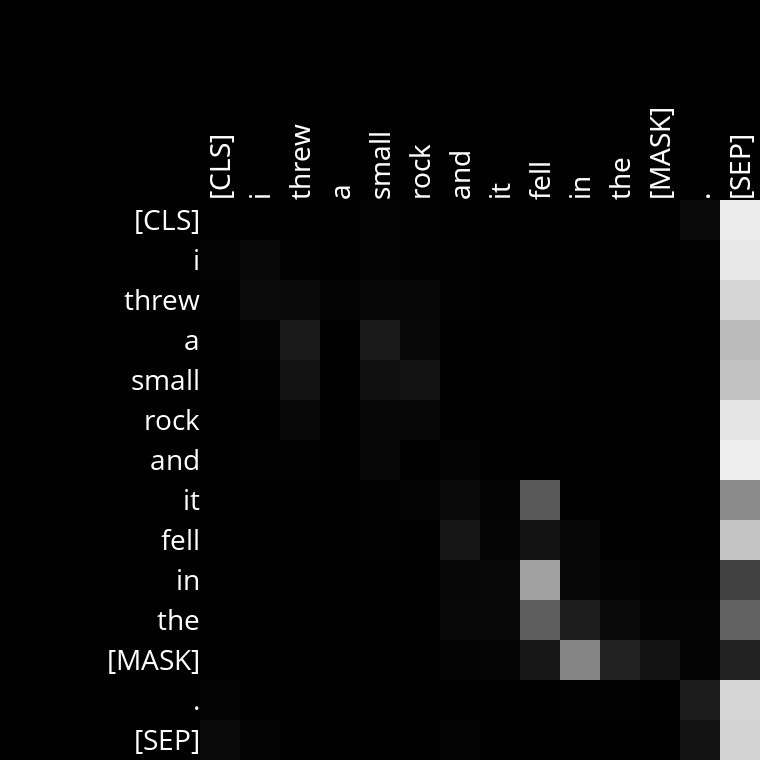 [CLS] i threw a small rock and it fell in the [MASK] . [SEP]
[CLS]
i
threw
a
small
rock
and
it
fell
in
the
[MASK]
.
[SEP]